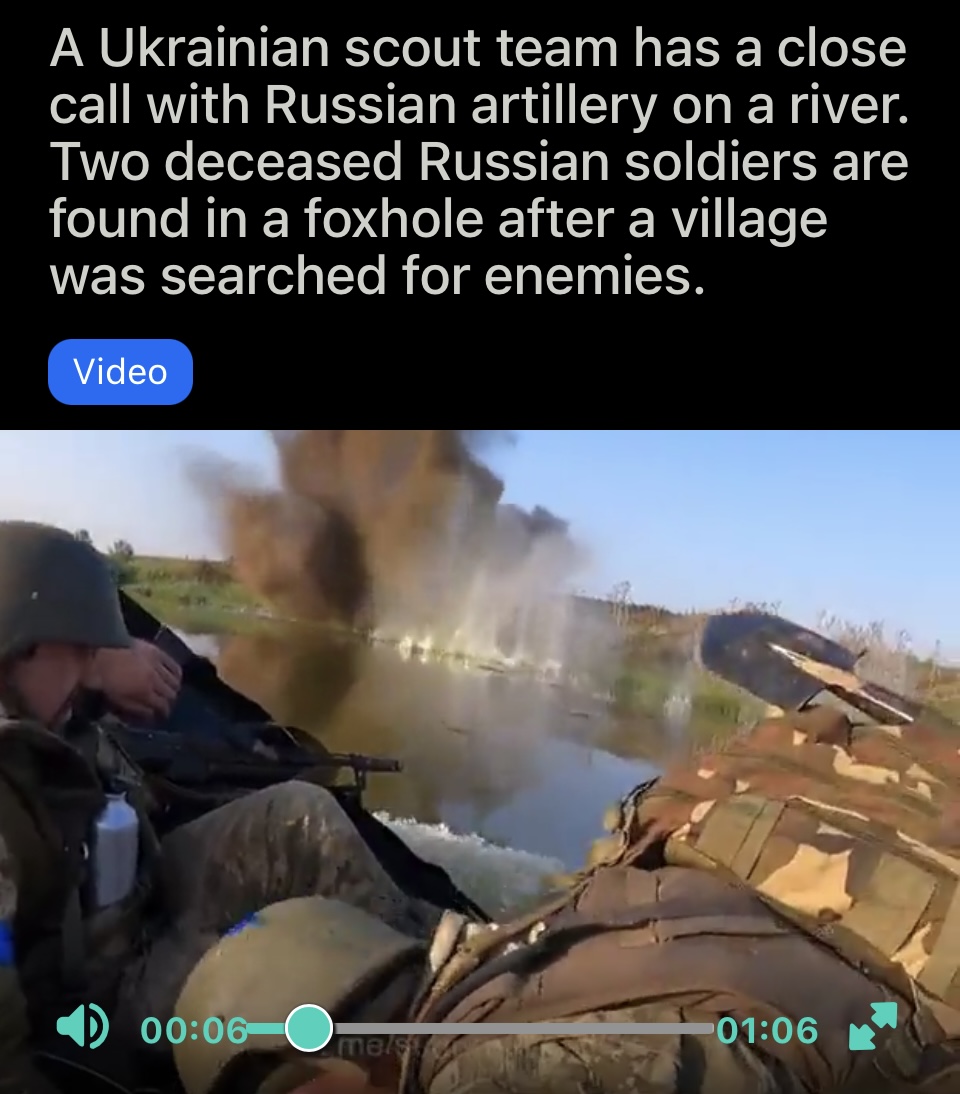 A Ukrainian scout team has a close
call with Russian artillery on a river.
Two deceased Russian soldiers are
found in a foxhole after a village
was searched for enemies.
Video
00:06
01:06